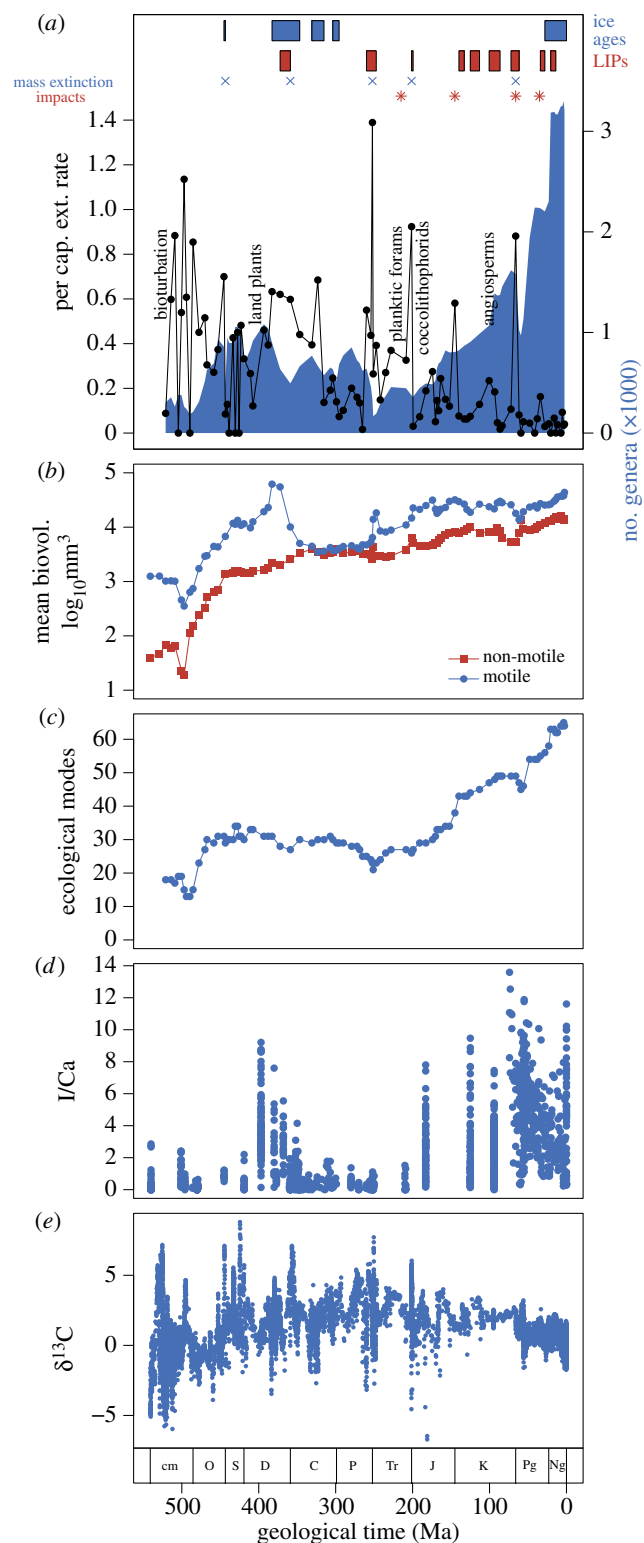 (a)
ice
ages
LIPs
mass extinction
impacts
per cap. ext. rate
1.4
1.2
1.0
0.8
0.6
0.4
0.2
0
bioturbation
land plants
planktic forams
coccolithophorids
angiosperms
3
2
1
0
no. genera (×1000)
(b)
mean biovol.
log10mm3
5
4
3
2
1
non-motile
motile
(c)
ecological modes
60
50
40
30
20
10
0
(d)
I/Ca
14
12
10
8
6
4
2
0
(e)
δ13C
5
0
−5
cm O S D C P Tr J K Pg Ng
500 400 300 200 100 0
geological time (Ma)